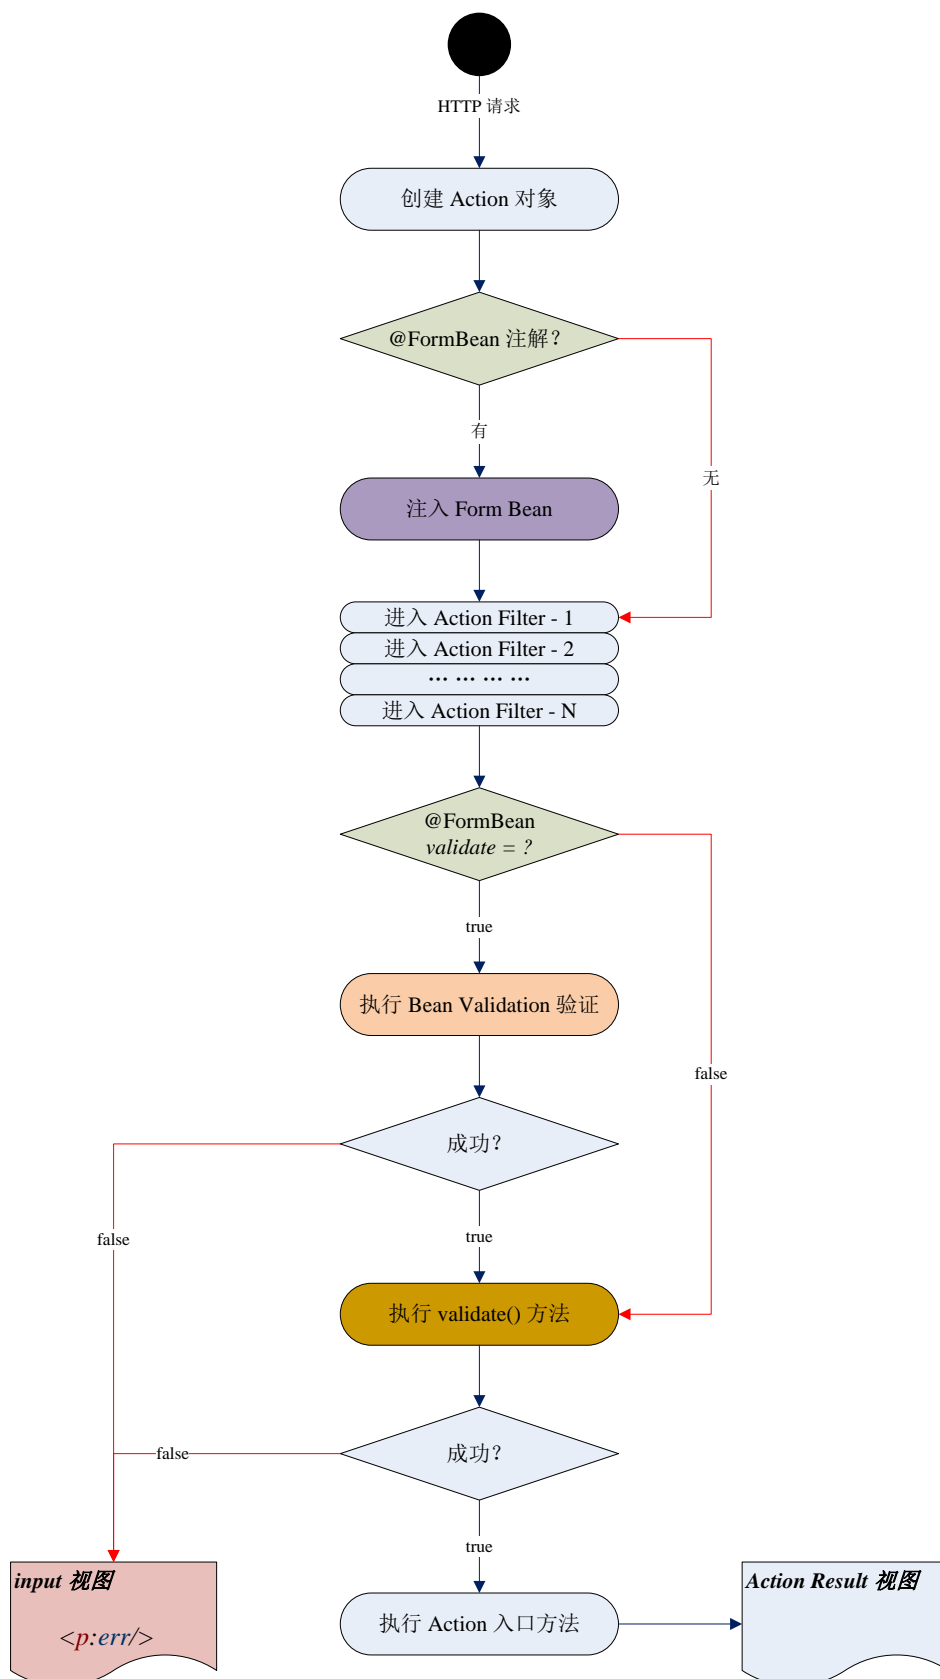 HTTP 请求
创建 Action 对象
@FormBean 注解？
有
无
注入 Form Bean
进入 Action Filter - 1
进入 Action Filter - 2
… … … …
进入 Action Filter - N
@FormBean
validate = ?
true
执行 Bean Validation 验证
false
成功？
false
true
执行 validate() 方法
成功？
false
true
input 视图
<p:err/>
执行 Action 入口方法
Action Result 视图